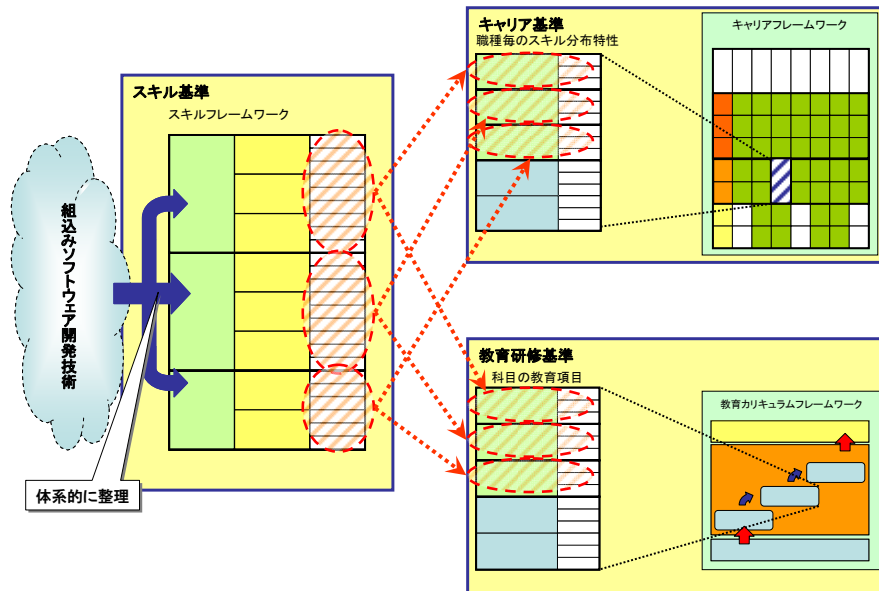 組込みソフトウェア開発技術
体系的に整理
スキル基準
スキルフレームワーク
キャリア基準
職種毎のスキル分布特性
キャリアフレームワーク
教育研修基準
科目の教育項目
教育カリキュラムフレームワーク